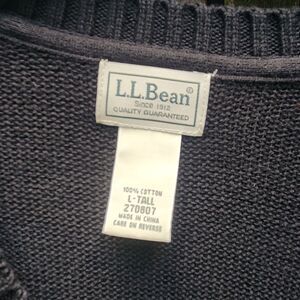 L.L.Bean®
Since 1912
QUALITY GUARANTEED
100% COTTON
L-TALL
270807
MADE IN CHINA
CARE ON REVERSE